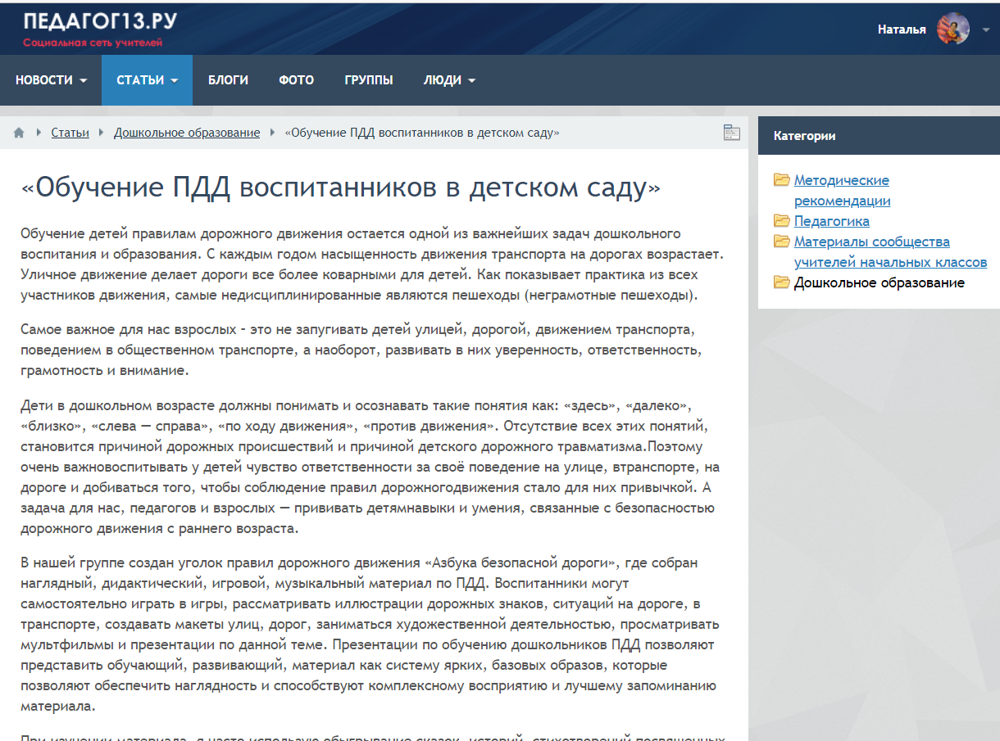 ПЕДАГОГ13.РУ
Социальная сеть учителей
Наталья
НОВОСТИ СТАТЬИ БЛОГИ ФОТО ГРУППЫ ЛЮДИ
Статьи Дошкольное образование «Обучение ПДД воспитанников в детском саду»
«Обучение ПДД воспитанников в детском саду»
Обучение детей правилам дорожного движения остается одной из важнейших задач дошкольного
воспитания и образования. С каждым годом насыщенность движения транспорта на дорогах возрастает.
Уличное движение делает дороги все более коварными для детей. Как показывает практика из всех
участников движения, самые недисциплинированные являются пешеходы (неграмотные пешеходы).
Самое важное для нас взрослых - это не запугивать детей улицей, дорогой, движением транспорта,
поведением в общественном транспорте, а наоборот, развивать в них уверенность, ответственность,
грамотность и внимание.
Дети в дошкольном возрасте должны понимать и осознавать такие понятия как: «здесь», «далеко»,
«близко», «слева — справа», «по ходу движения», «против движения». Отсутствие всех этих понятий,
становится причиной дорожных происшествий и причиной детского дорожного травматизма.Поэтому
очень важновоспитывать у детей чувство ответственности за своё поведение на улице, втранспорте, на
дороге и добиваться того, чтобы соблюдение правил дорожногодвижения стало для них привычкой. А
задача для нас, педагогов и взрослых — прививать детямнавыки и умения, связанные с безопасностью
дорожного движения с раннего возраста.
В нашей группе создан уголок правил дорожного движения «Азбука безопасной дороги», где собран
наглядный, дидактический, игровой, музыкальный материал по ПДД. Воспитанники могут
самостоятельно играть в игры, рассматривать иллюстрации дорожных знаков, ситуаций на дороге, в
транспорте, создавать макеты улиц, дорог, заниматься художественной деятельностью, просматривать
мультфильмы и презентации по данной теме. Презентации по обучению дошкольников ПДД позволяют
представить обучающий, развивающий, материал как систему ярких, базовых образов, которые
позволяют обеспечить наглядность и способствуют комплексному восприятию и лучшему запоминанию
материала.
При изучении материала, я часто использую обыгрывание сказок, историй, стихотворений посвященных
Категории
Методические
рекомендации
Педагогика
Материалы сообщества
учителей начальных классов
Дошкольное образование